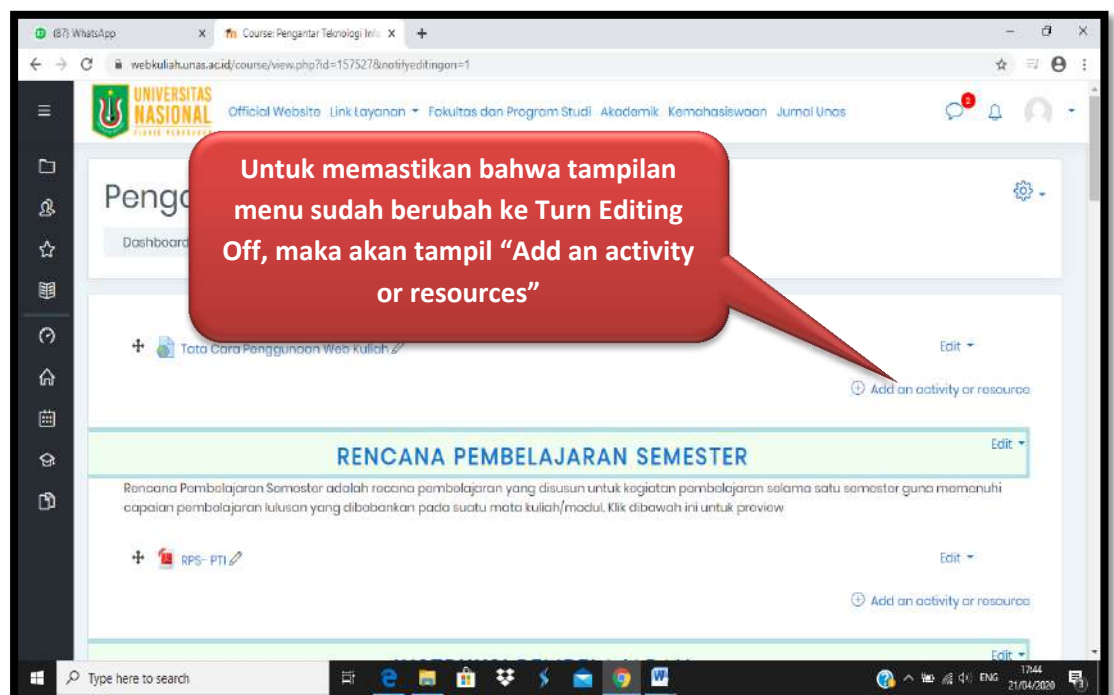 (87) WhatsApp
Course: Pengantar Teknologi Info
webkuliah.unas.ac.id/course/view.php?id=157527&notifyeditingon=1
UNIVERSITAS
NASIONAL
Official Website Link Layanan Fakultas dan Program Studi Akademik Kemahasiswaan Jurnal Unas
2
Untuk memastikan bahwa tampilan
menu sudah berubah ke Turn Editing
Off, maka akan tampil “Add an activity
or resources”
Dashboard
Tata Cara Penggunaan Web Kuliah
Edit
Add an activity or resource
RENCANA PEMBELAJARAN SEMESTER
Edit
Rencana Pembelajaran Semester adalah recana pembelajaran yang disusun untuk kegiatan pembelajaran selama satu semester guna memenuhi
capaian pembelajaran lulusan yang dibebankan pada suatu mata kuliah/modul. Klik dibawah ini untuk preview
RPS- PTI
Edit
Add an activity or resource
Edit
Type here to search
ENG
17:44
21/04/2020